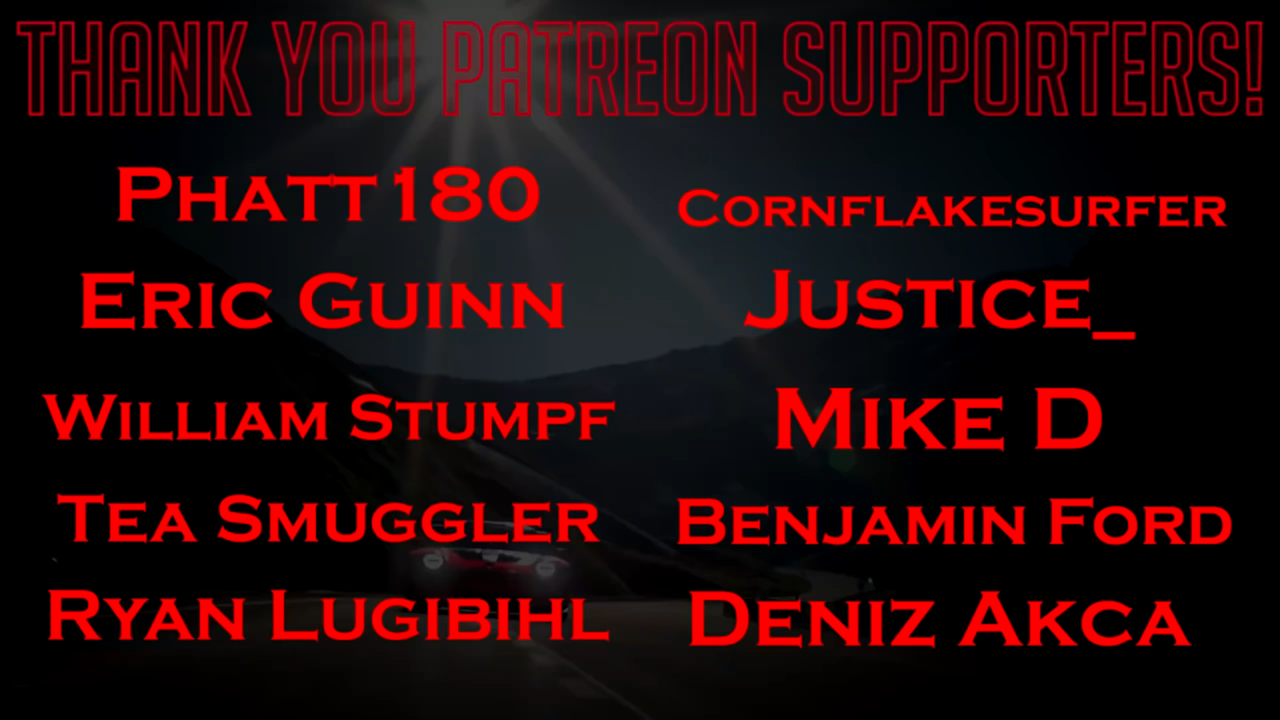 THANK YOU PATREON SUPPORTERS!
Phatt180
Cornflakesurfer
Eric Guinn
Justice_
William Stumpf
Mike D
Tea Smuggler
Benjamin Ford
Ryan Lugibihl
Deniz Akca